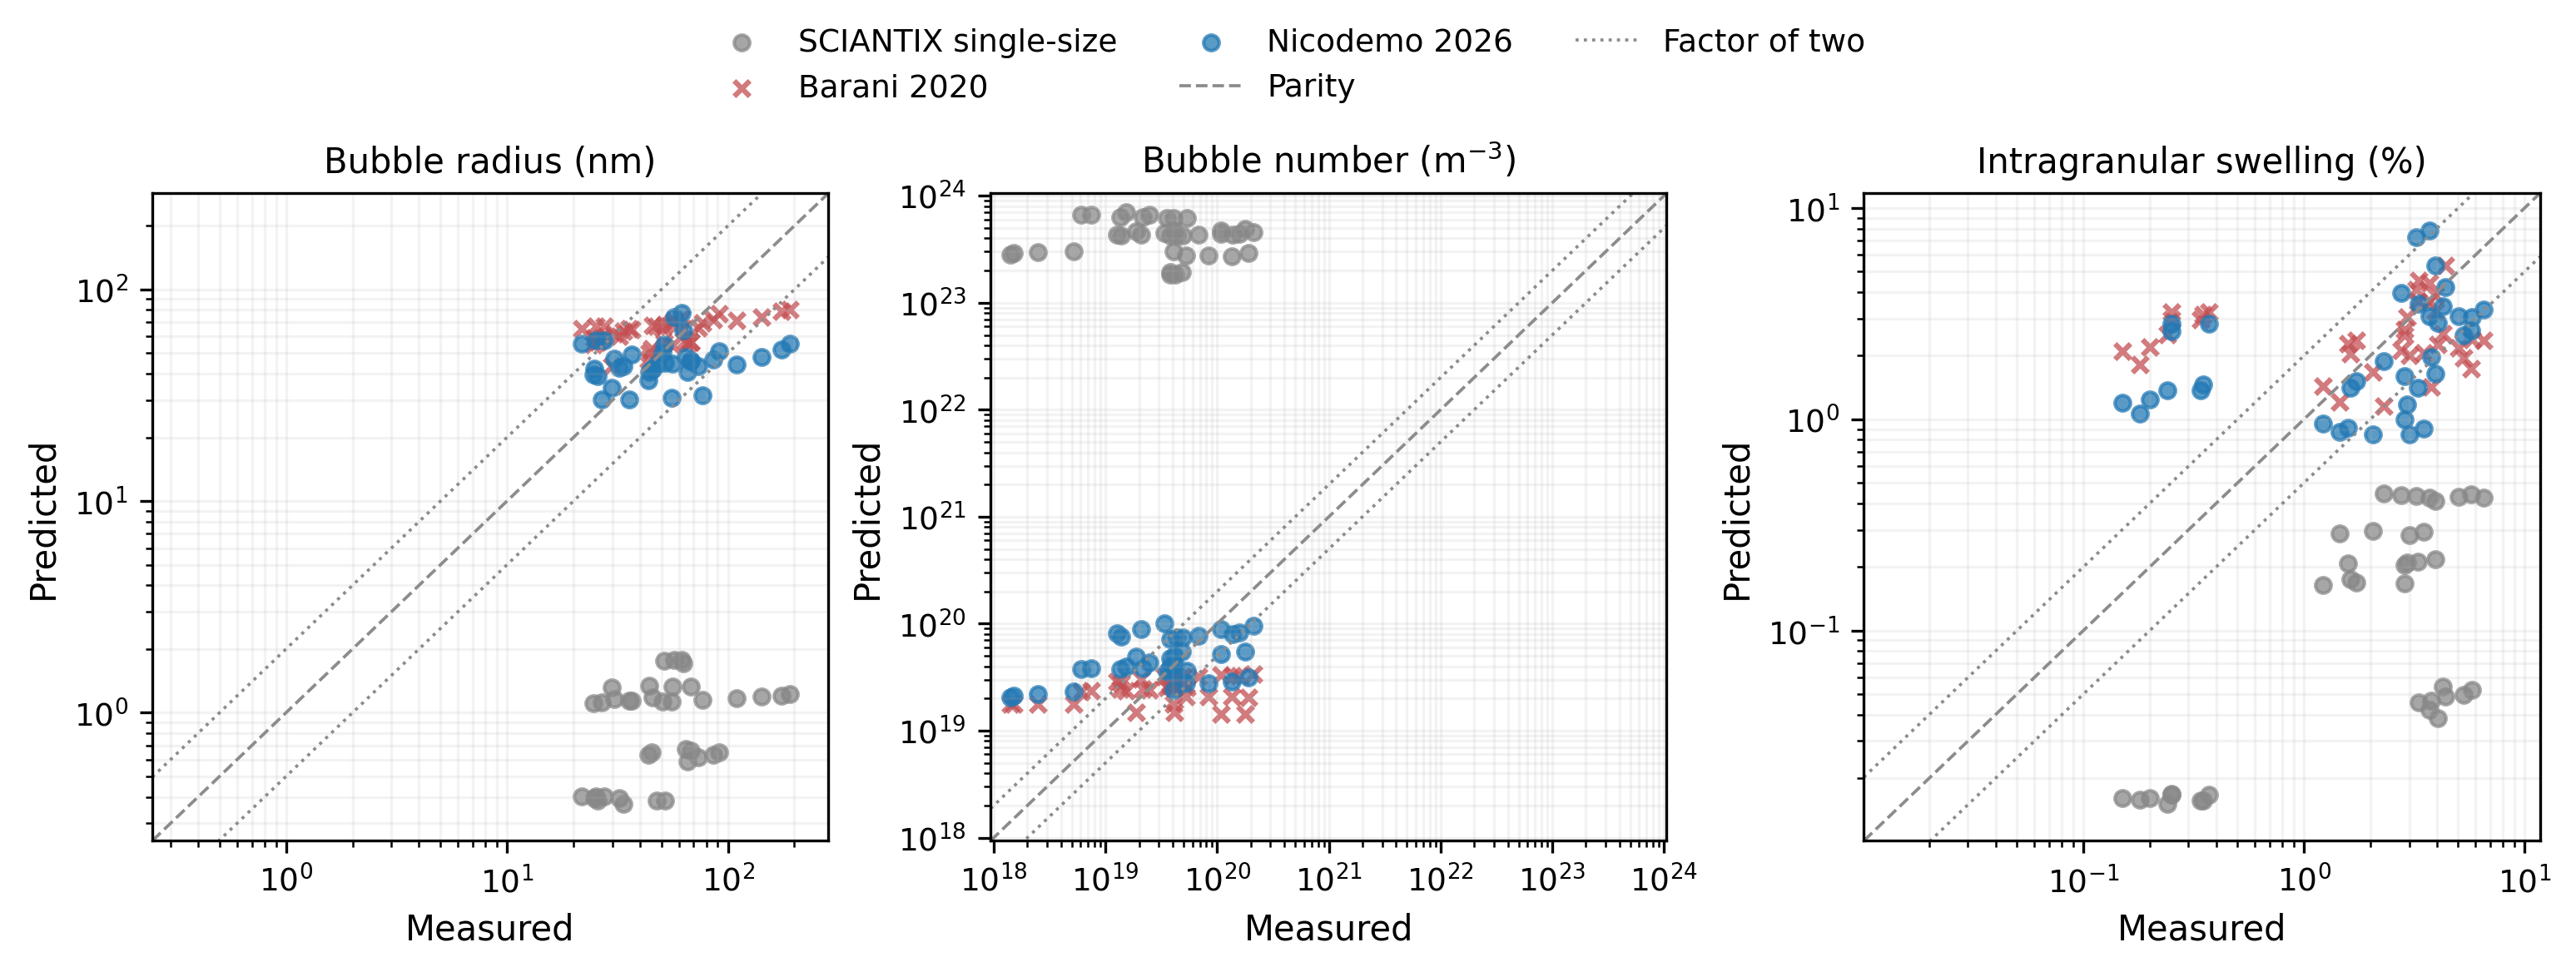 SCIANTIX single-size
Barani 2020
Nicodemo 2026
Parity
Factor of two
Bubble radius (nm)
10²
10¹
10⁰
Predicted
10⁰ 10¹ 10²
Measured
Bubble number (m⁻³)
10²⁴
10²³
10²²
10²¹
10²⁰
10¹⁹
10¹⁸
Predicted
10¹⁸ 10¹⁹ 10²⁰ 10²¹ 10²² 10²³ 10²⁴
Measured
Intragranular swelling (%)
10¹
10⁰
10⁻¹
Predicted
10⁻¹ 10⁰ 10¹
Measured